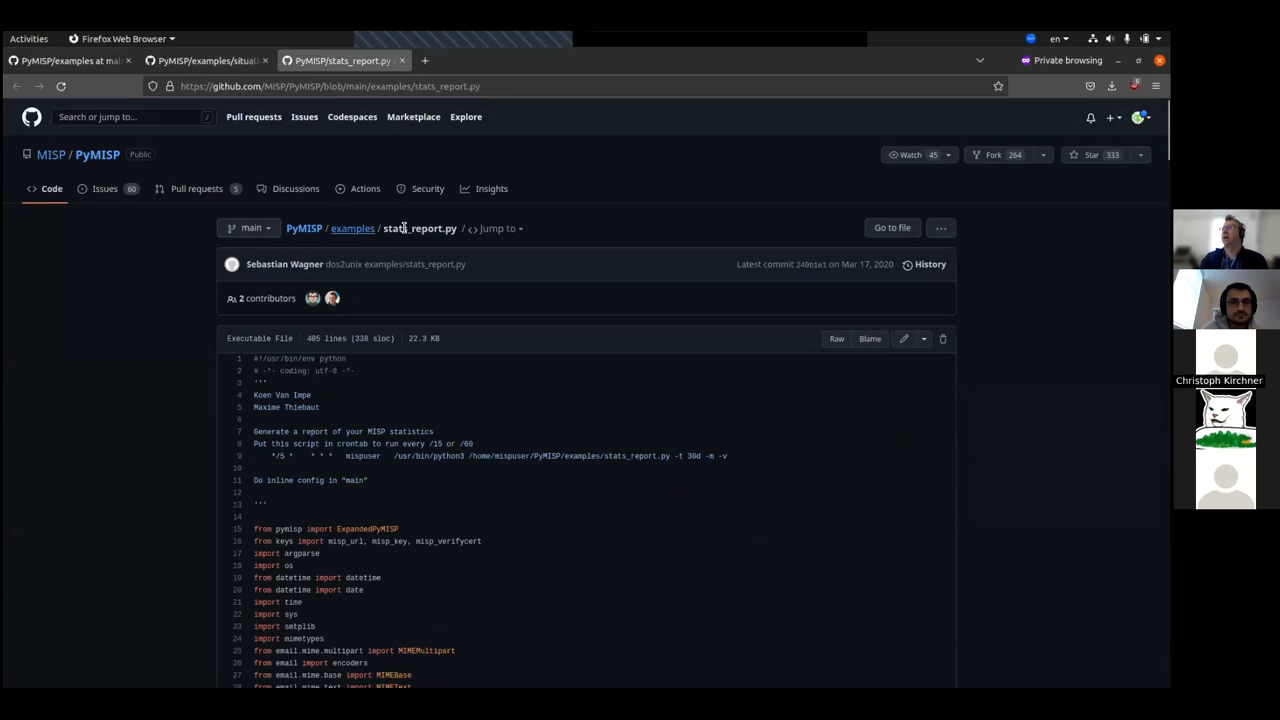 Activities
Firefox Web Browser
en
PyMISP/examples at mai
PyMISP/examples/situat
PyMISP/stats_report.py
Private browsing
https://github.com/MISP/PyMISP/blob/main/examples/stats_report.py
Search or jump to...
/
Pull requests
Issues
Codespaces
Marketplace
Explore
MISP / PyMISP
Public
Watch 45
Fork 264
Star 333
Code
Issues 60
Pull requests 5
Discussions
Actions
Security
Insights
main
PyMISP / examples / stats_report.py / <> Jump to
Go to file
...
Sebastian Wagner dos2unix examples/stats_report.py
Latest commit 240b1e1 on Mar 17, 2020
History
2 contributors
Executable File 405 lines (338 sloc) 22.3 KB
Raw
Blame
1 #!/usr/bin/env python
2 # -*- coding: utf-8 -*-
3 '''
4 Koen Van Impe
5 Maxime Thiebaut
6
7 Generate a report of your MISP statistics
8 Put this script in crontab to run every /15 or /60
9 */5 * * * * mispuser /usr/bin/python3 /home/mispuser/PyMISP/examples/stats_report.py -t 30d -m -v
10
11 Do inline config in "main"
12
13 '''
14
15 from pymisp import ExpandedPyMISP
16 from keys import misp_url, misp_key, misp_verifycert
17 import argparse
18 import os
19 from datetime import datetime
20 from datetime import date
21 import time
22 import sys
23 import smtplib
24 import mimetypes
25 from email.mime.multipart import MIMEMultipart
26 from email import encoders
27 from email.mime.base import MIMEBase
28 from email.mime.text import MIMEText
Christoph Kirchner